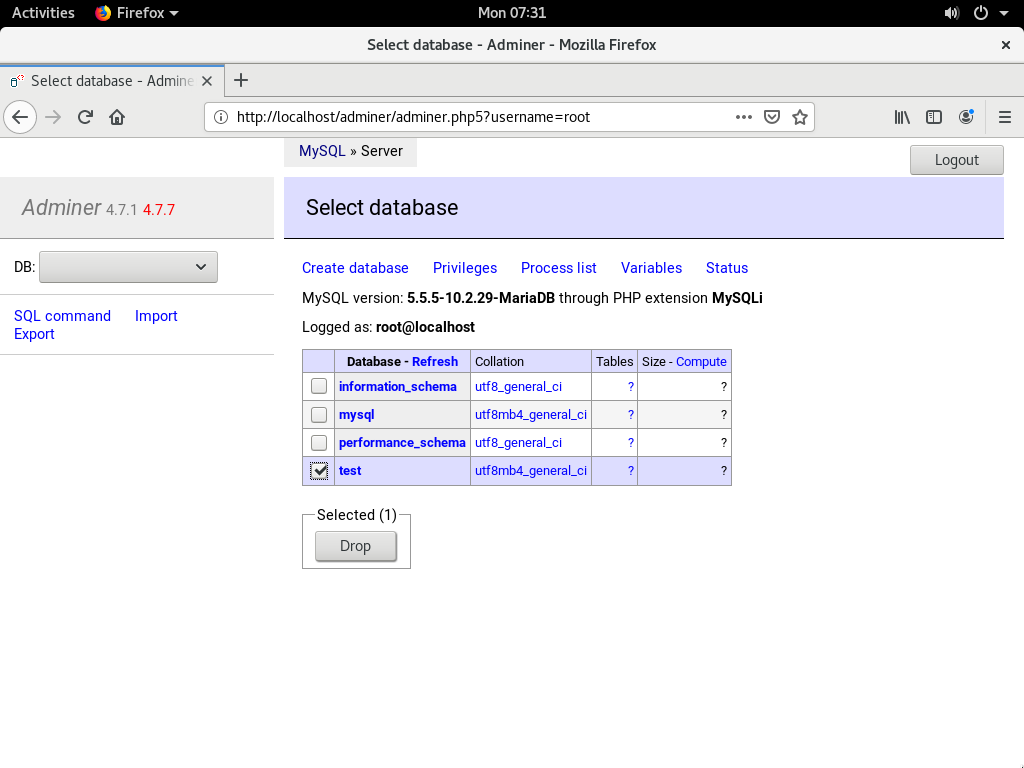 Activities Firefox Mon 07:31
Select database - Adminer - Mozilla Firefox
Select database - Admine
http://localhost/adminer/adminer.php5?username=root
MySQL » Server
Logout
Adminer 4.7.1 4.7.7
Select database
DB:
Create database Privileges Process list Variables Status
MySQL version: 5.5.5-10.2.29-MariaDB through PHP extension MySQLi
SQL command Import
Export
Logged as: root@localhost
Database - Refresh Collation Tables Size - Compute
information_schema utf8_general_ci ? ?
mysql utf8mb4_general_ci ? ?
performance_schema utf8_general_ci ? ?
test utf8mb4_general_ci ? ?
Selected (1)
Drop